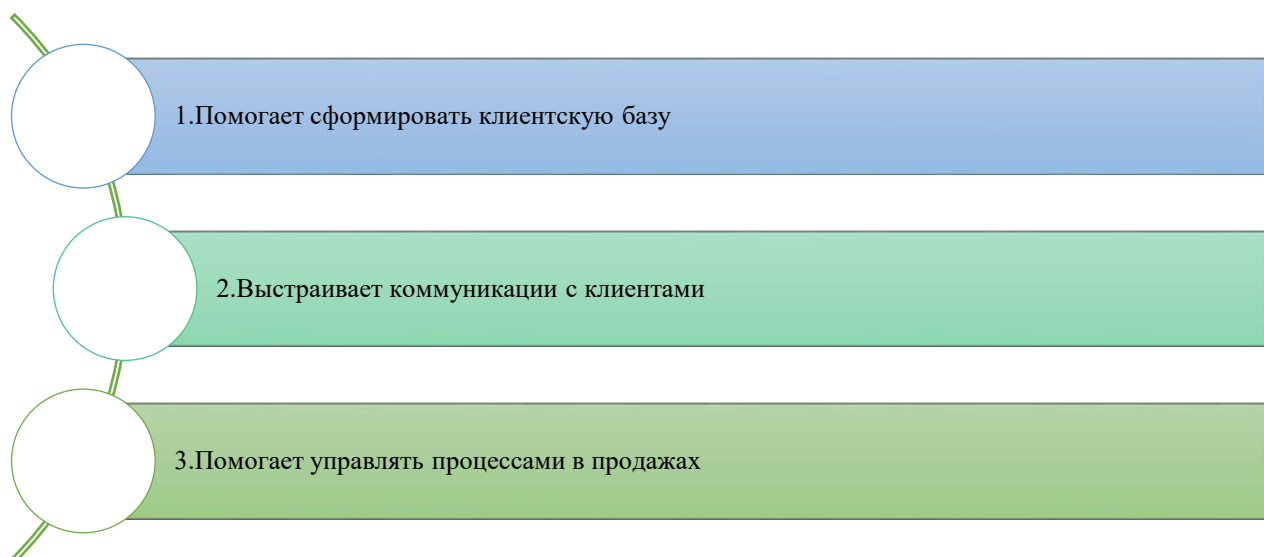 1.Помогает сформировать клиентскую базу
2.Выстраивает коммуникации с клиентами
3.Помогает управлять процессами в продажах